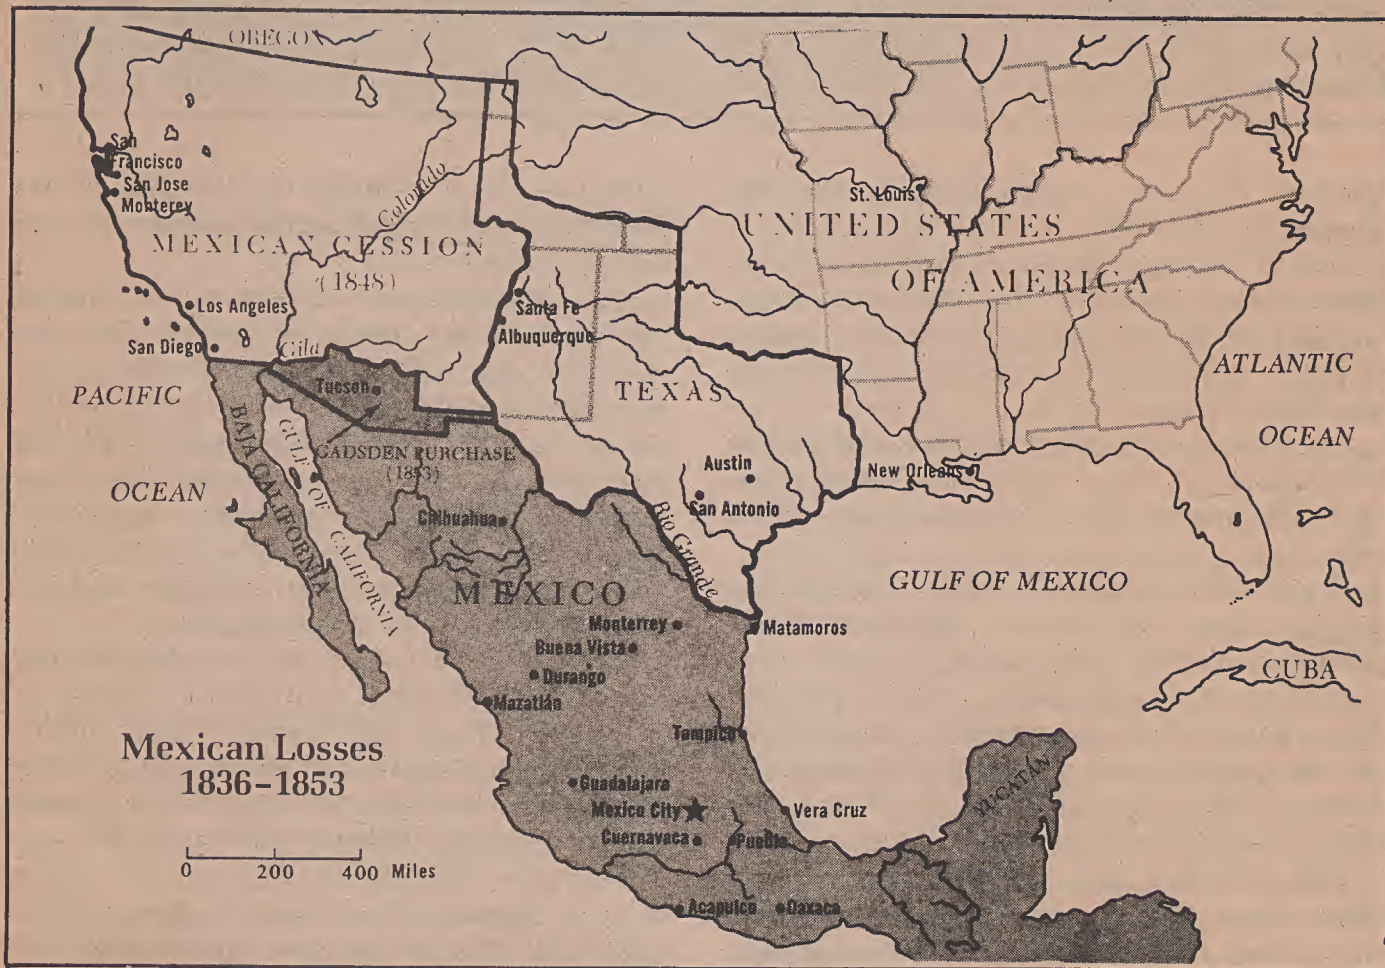 OREGO
San
Francisco
San Jose
Monterey
Colorado
MEXICAN CESSION
(1848)
St. Louis
UNITED STATES
OF AMERICA
Los Angeles
San Diego
Gila
Santa Fe
Albuquerque
Tucson
TEXAS
ATLANTIC
OCEAN
PACIFIC
OCEAN
BAJA CALIFORNIA
GULF OF CALIFORNIA
GADSDEN PURCHASE
(1853)
Austin
San Antonio
New Orleans
Chihuahua
Rio Grande
GULF OF MEXICO
MEXICO
Monterrey
Matamoros
Buena Vista
Durango
Mazatlán
CUBA
Tampico
Mexican Losses
1836–1853
Guadalajara
Mexico City
Vera Cruz
Cuernavaca
Puebla
YUCATÁN
0 200 400 Miles
Acapulco
Oaxaca